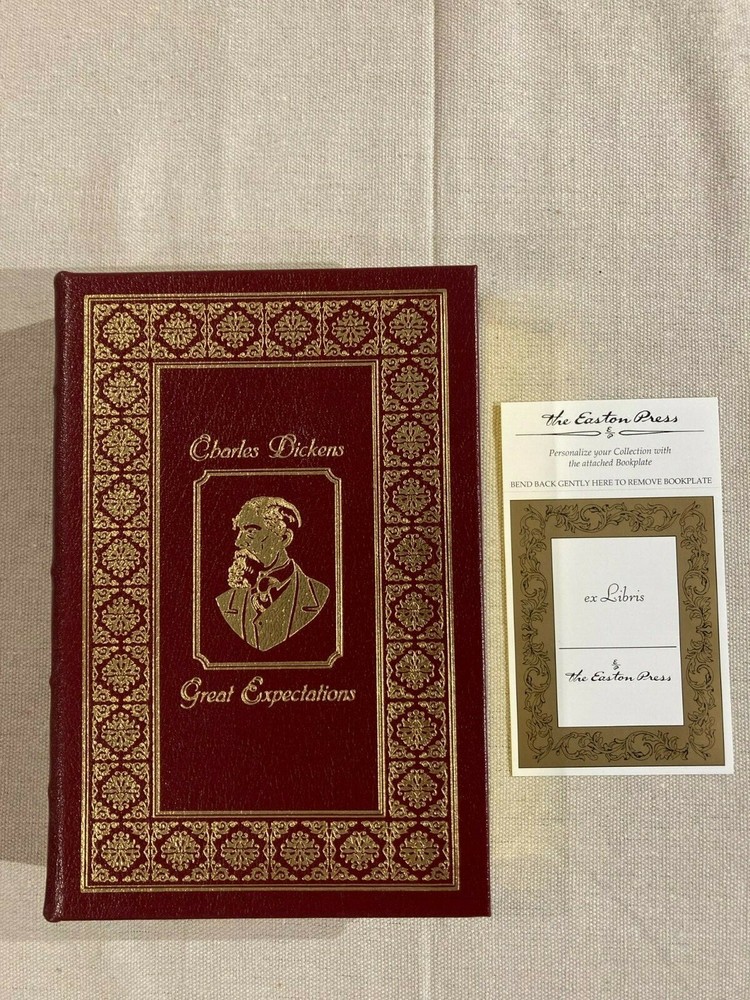 Charles Dickens
Great Expectations
the Easton Press
Personalize your Collection with
the attached Bookplate
BEND BACK GENTLY HERE TO REMOVE BOOKPLATE
ex Libris
the Easton Press